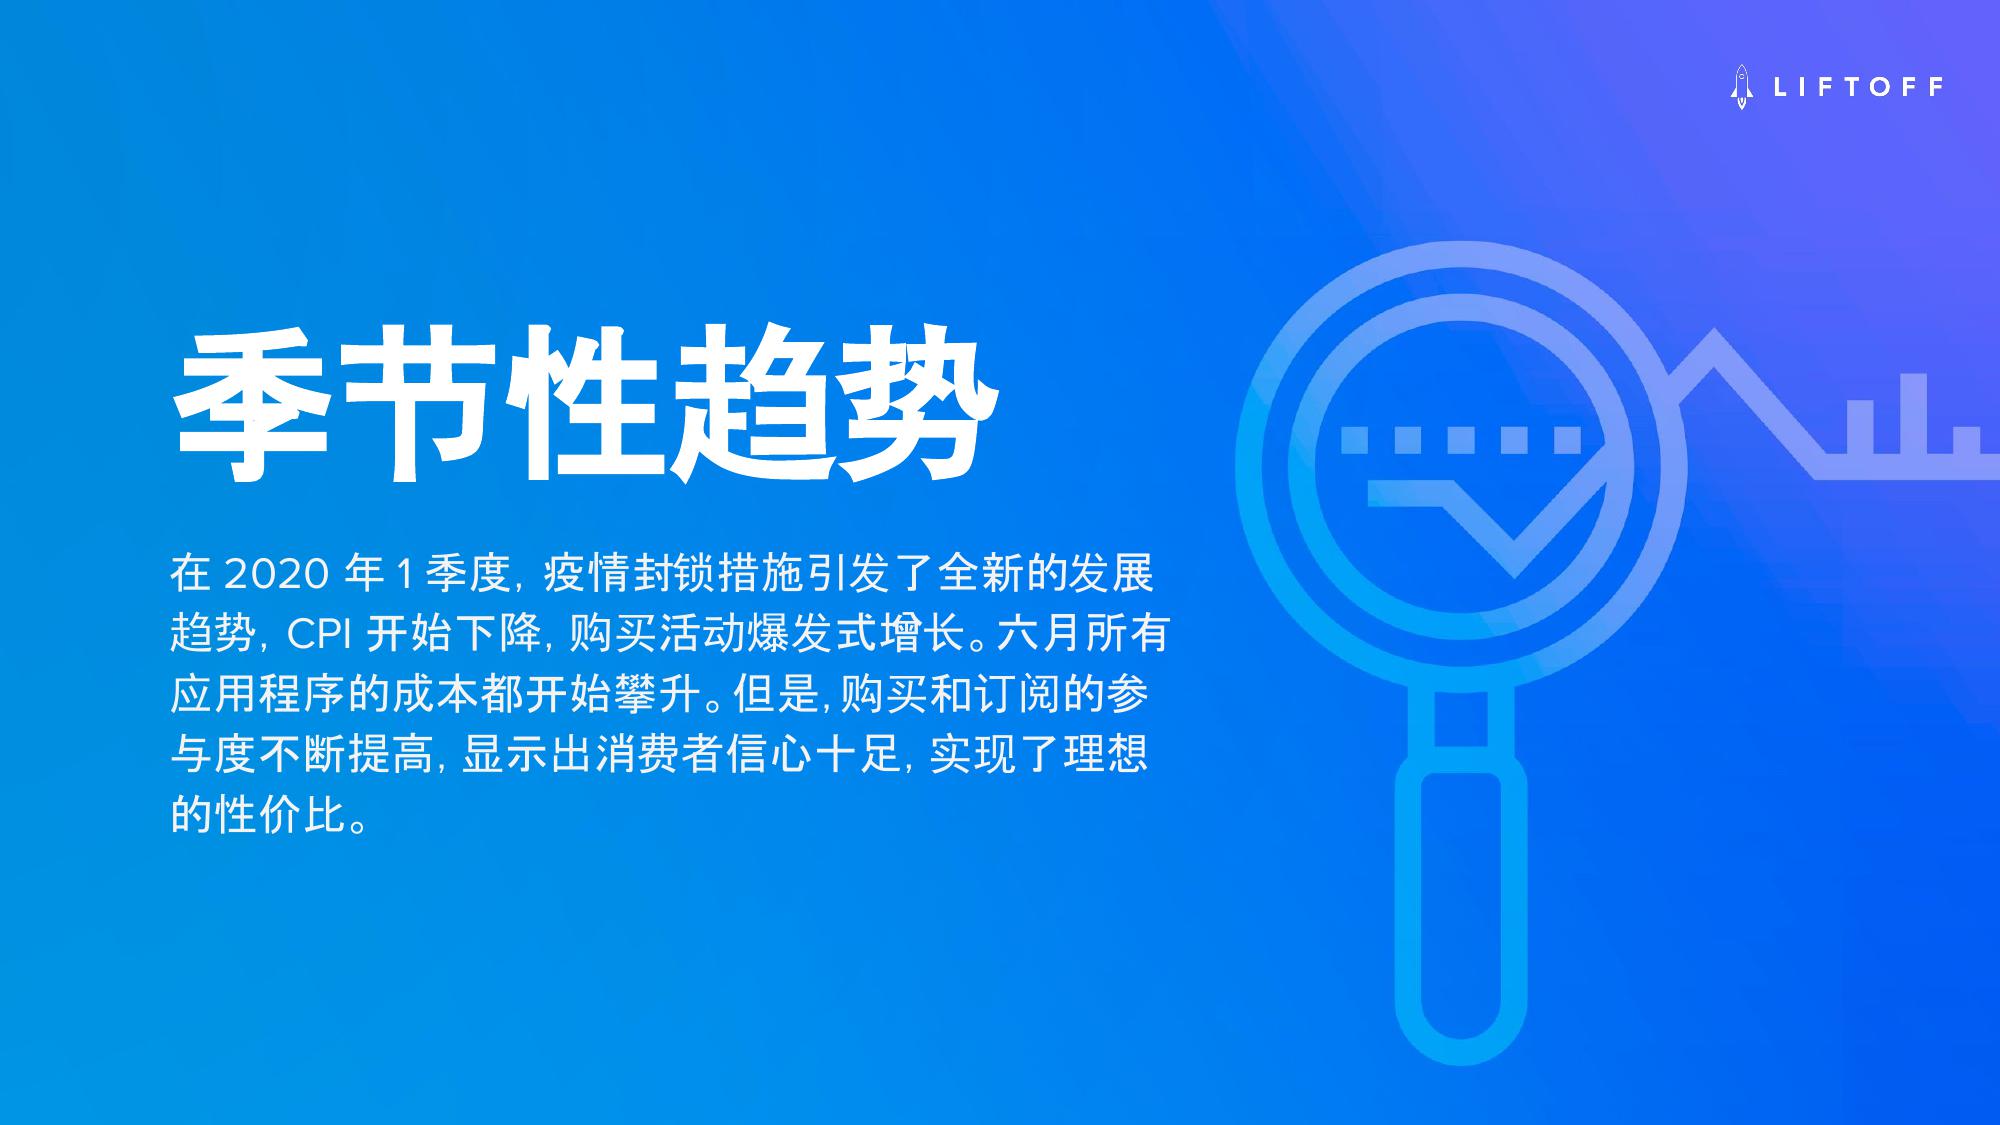 LIFTOFF
季节性趋势
在 2020 年 1 季度, 疫情封锁措施引发了全新的发展
趋势, CPI 开始下降, 购买活动爆发式增长。六月所有
应用程序的成本都开始攀升。但是, 购买和订阅的参
与度不断提高, 显示出消费者信心十足, 实现了理想
的性价比。